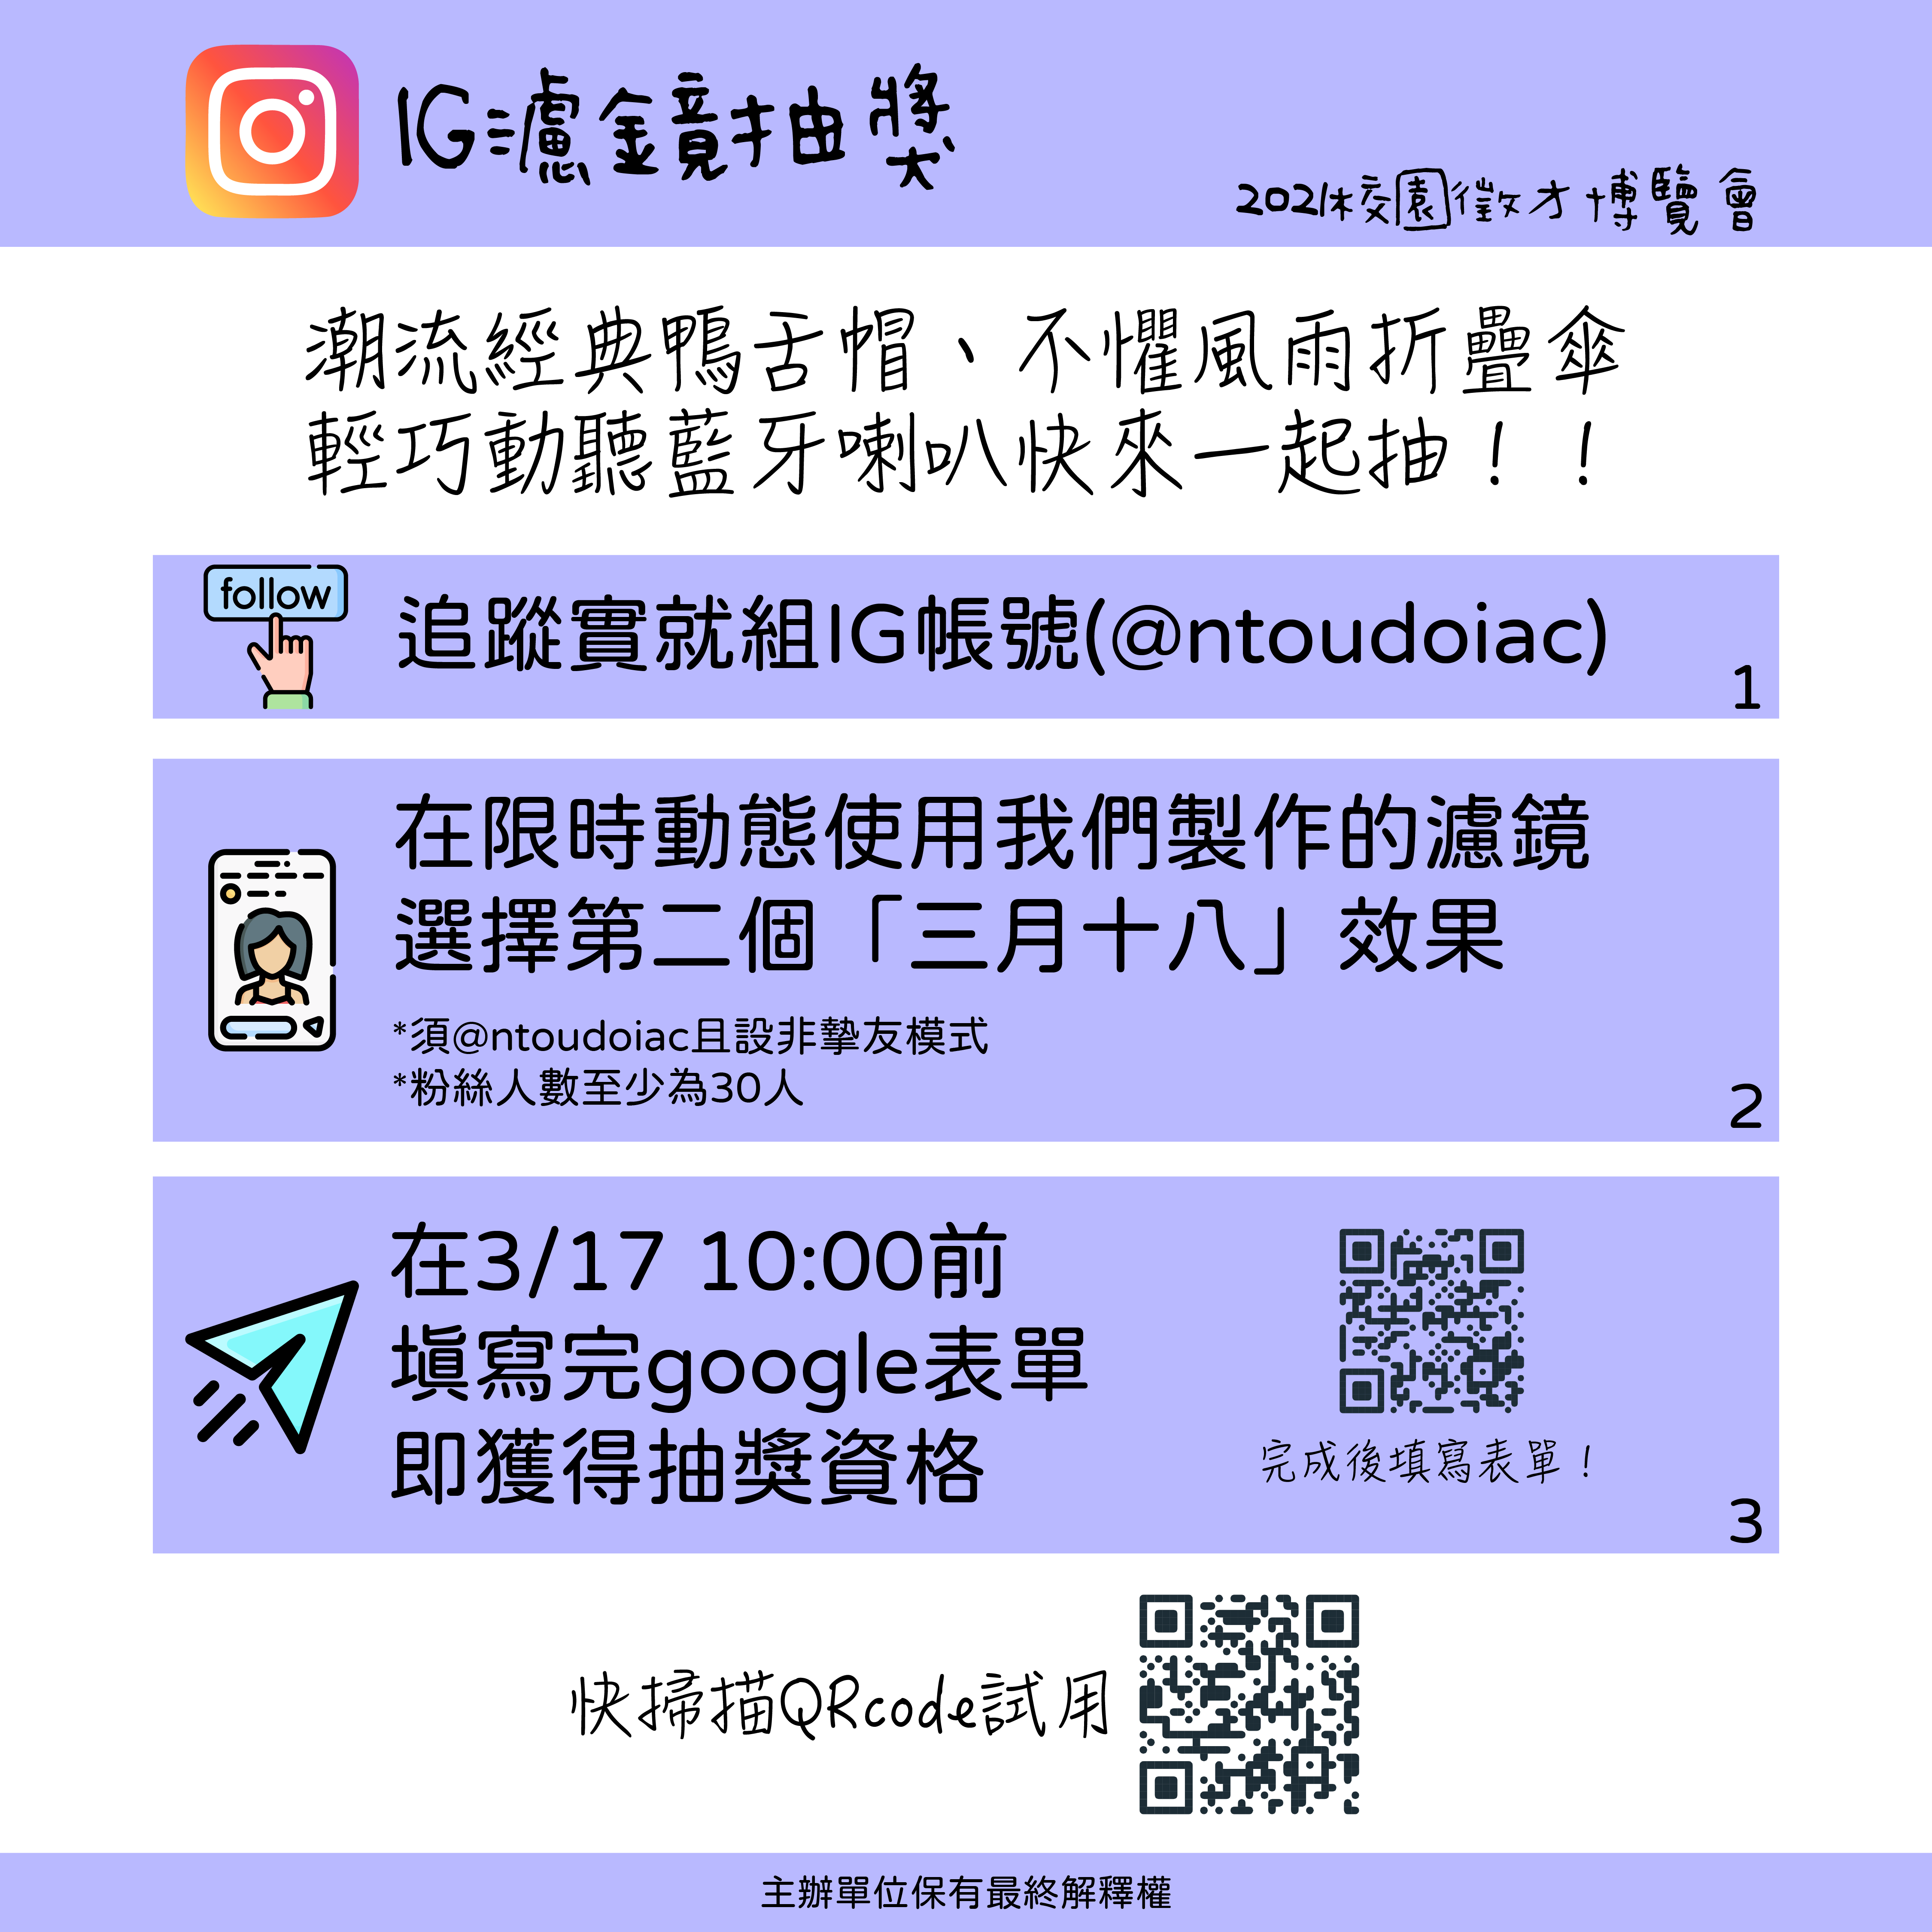 IG濾鏡抽獎
2021校園徵才博覽會
潮流經典鴨舌帽、不懼風雨折疊傘
輕巧動聽藍牙喇叭快來一起抽！！
follow
追蹤實就組IG帳號(@ntoudoiac)
1
在限時動態使用我們製作的濾鏡
選擇第二個「三月十八」效果
*須@ntoudoiac且設非摯友模式
*粉絲人數至少為30人
2
在3/17 10:00前
填寫完google表單
即獲得抽獎資格
完成後填寫表單！
3
快掃描QRcode試用
主辦單位保有最終解釋權